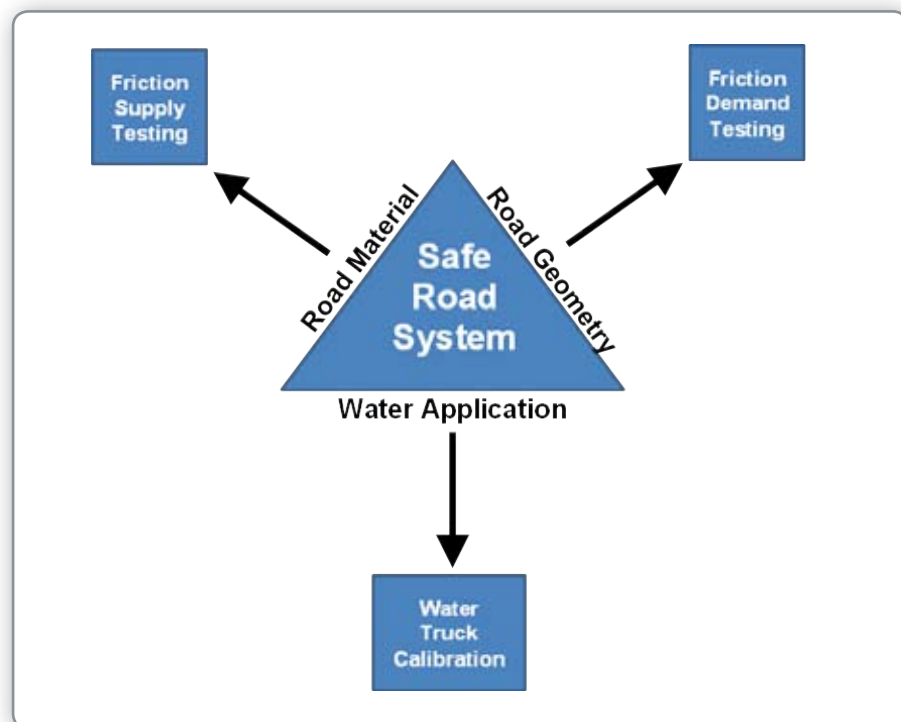 Friction
Supply
Testing
Friction
Demand
Testing
Road Material
Road Geometry
Safe
Road
System
Water Application
Water
Truck
Calibration